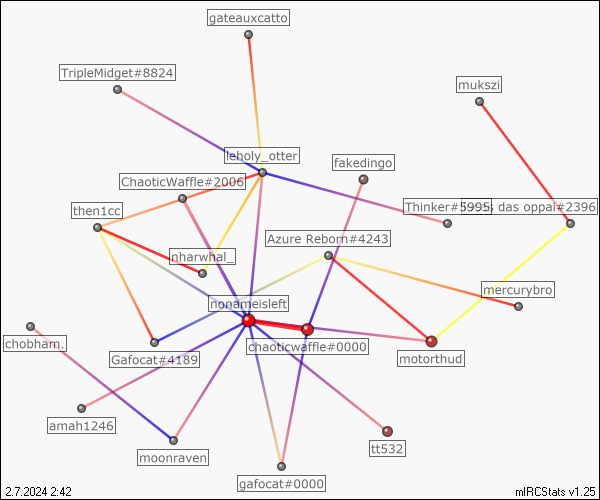 gateauxcatto
TripleMidget#8824
mukszi
leholy_otter
fakedingo
ChaoticWaffle#2006
then1cc
Thinker#5995
das oppai#2396
Azure Reborn#4243
nharwhal_
mercurybro
nonameisleft
chobham.
Gafocat#4189
chaoticwaffle#0000
motorthud
amah1246
tt532
moonraven
gafocat#0000
2.7.2024 2:42
mIRCStats v1.25